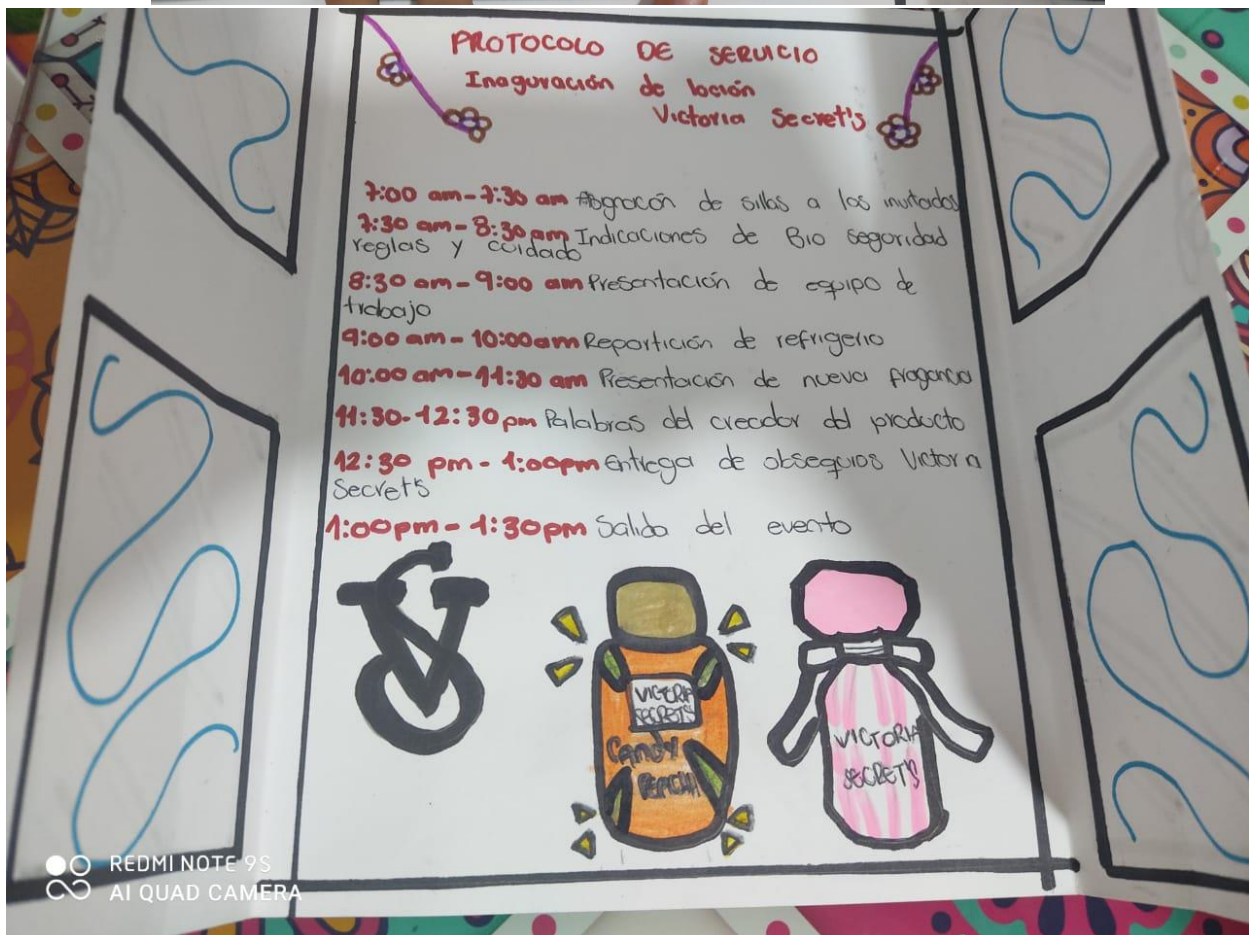 PROTOCOLO DE SERVICIO
Inaguración de loción
Victoria Secret's
7:00 am - 7:30 am Asignación de sillas a los invitados
7:30 am - 8:30 am Indicaciones de Bio seguridad
reglas y cuidado
8:30 am - 9:00 am Presentación de equipo de
trabajo
9:00 am - 10:00 am Repartición de refrigerio
10:00 am - 11:30 am Presentación de nueva fragancia
11:30 - 12:30 pm Palabras del creador del producto
12:30 pm - 1:00 pm Entrega de obsequios Victoria
Secret's
1:00 pm - 1:30 pm Salida del evento
VICTORIA
SECRET'S
CANDY
PEACH
VICTORIA
SECRET'S
REDMI NOTE 9S
AI QUAD CAMERA